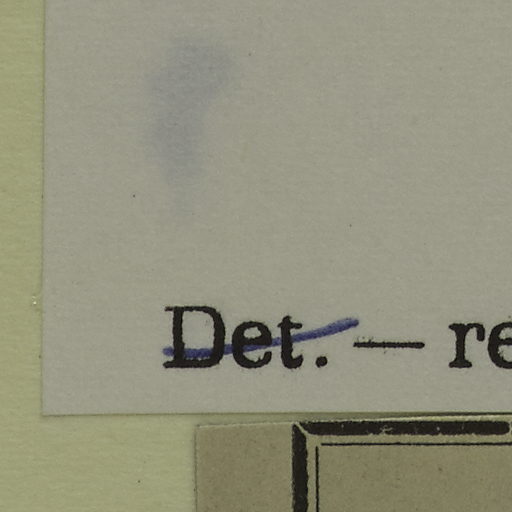 Det. — re